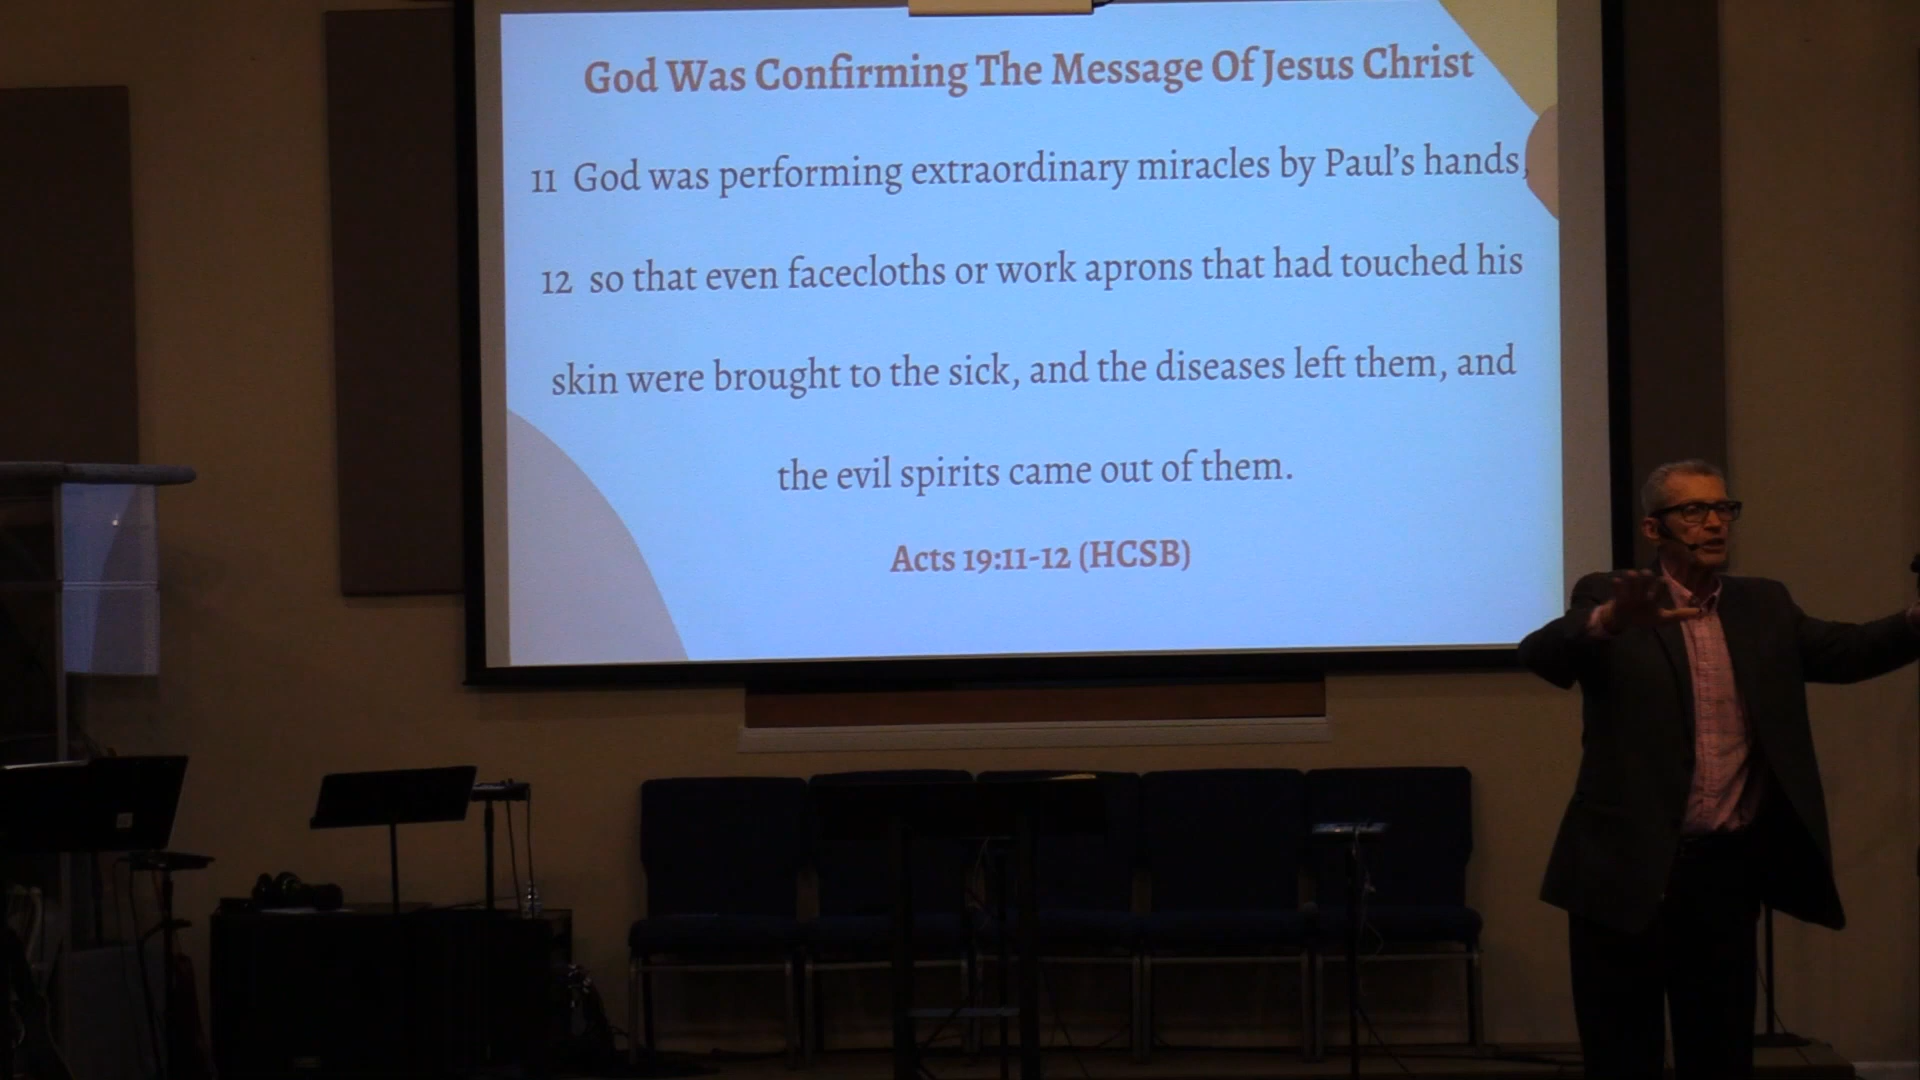 God Was Confirming The Message Of Jesus Christ
11 God was performing extraordinary miracles by Paul's hands,
12 so that even facecloths or work aprons that had touched his
skin were brought to the sick, and the diseases left them, and
the evil spirits came out of them.
Acts 19:11-12 (HCSB)